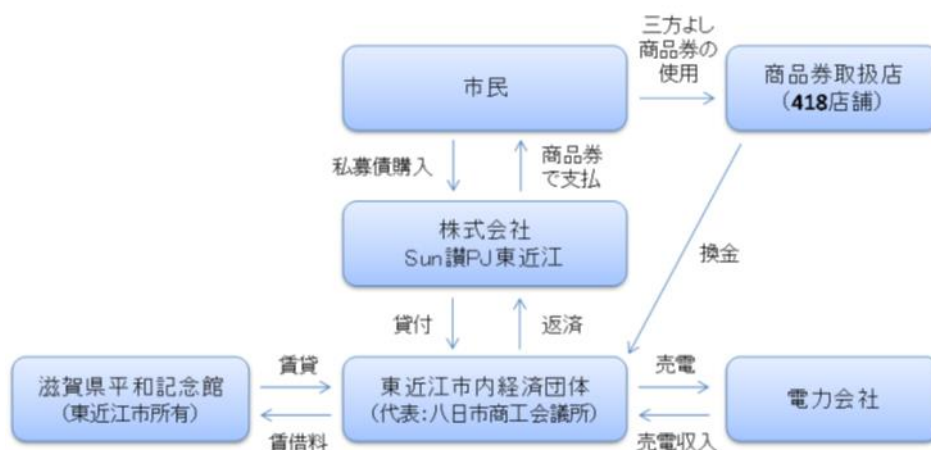 三方よし
商品券の
使用
市民
商品券取扱店
（418店舗）
私募債購入
商品券
で支払
株式会社
Sun讃PJ東近江
換金
貸付
返済
滋賀県平和記念館
（東近江市所有）
賃貸
賃借料
東近江市内経済団体
（代表：八日市商工会議所）
売電
売電収入
電力会社